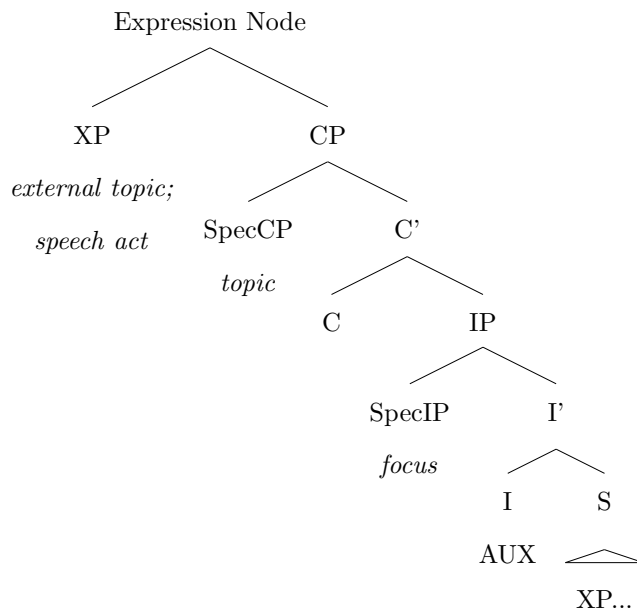 Expression Node
XP CP
external topic; SpecCP C’
speech act
topic
C IP
SpecIP I’
focus
I S
AUX
XP...